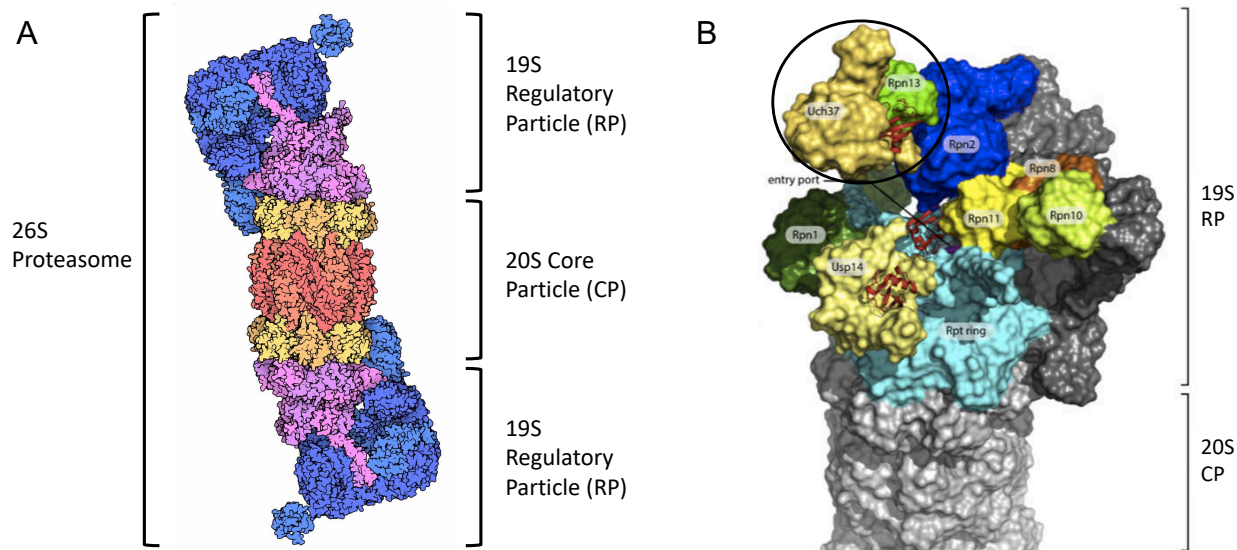 A
26S
Proteasome
19S
Regulatory
Particle (RP)
20S Core
Particle (CP)
19S
Regulatory
Particle (RP)
B
Rpn13
Uch37
Rpn2
entry port
Rpn8
Rpn11
Rpn10
Rpn1
Usp14
Rpt ring
19S
RP
20S
CP